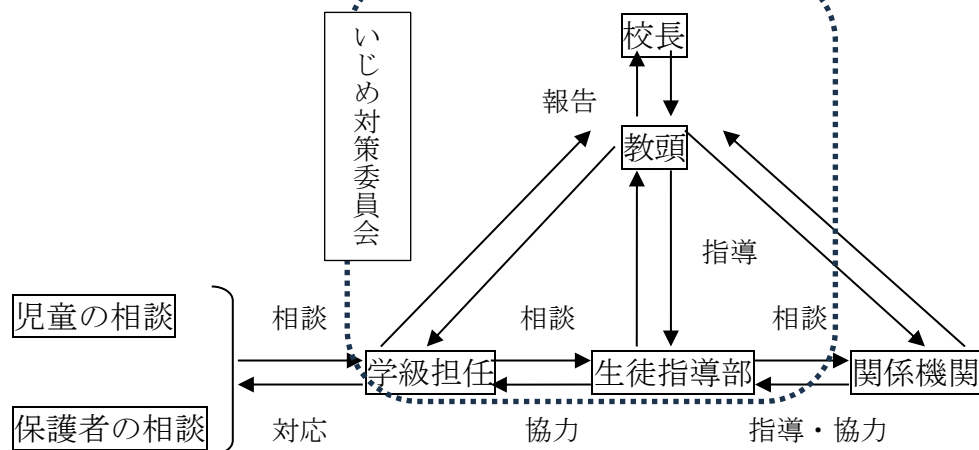 いじめ対策委員会
校長
報告
教頭
指導
児童の相談
相談
相談
相談
学級担任
生徒指導部
関係機関
保護者の相談
対応
協力
指導・協力